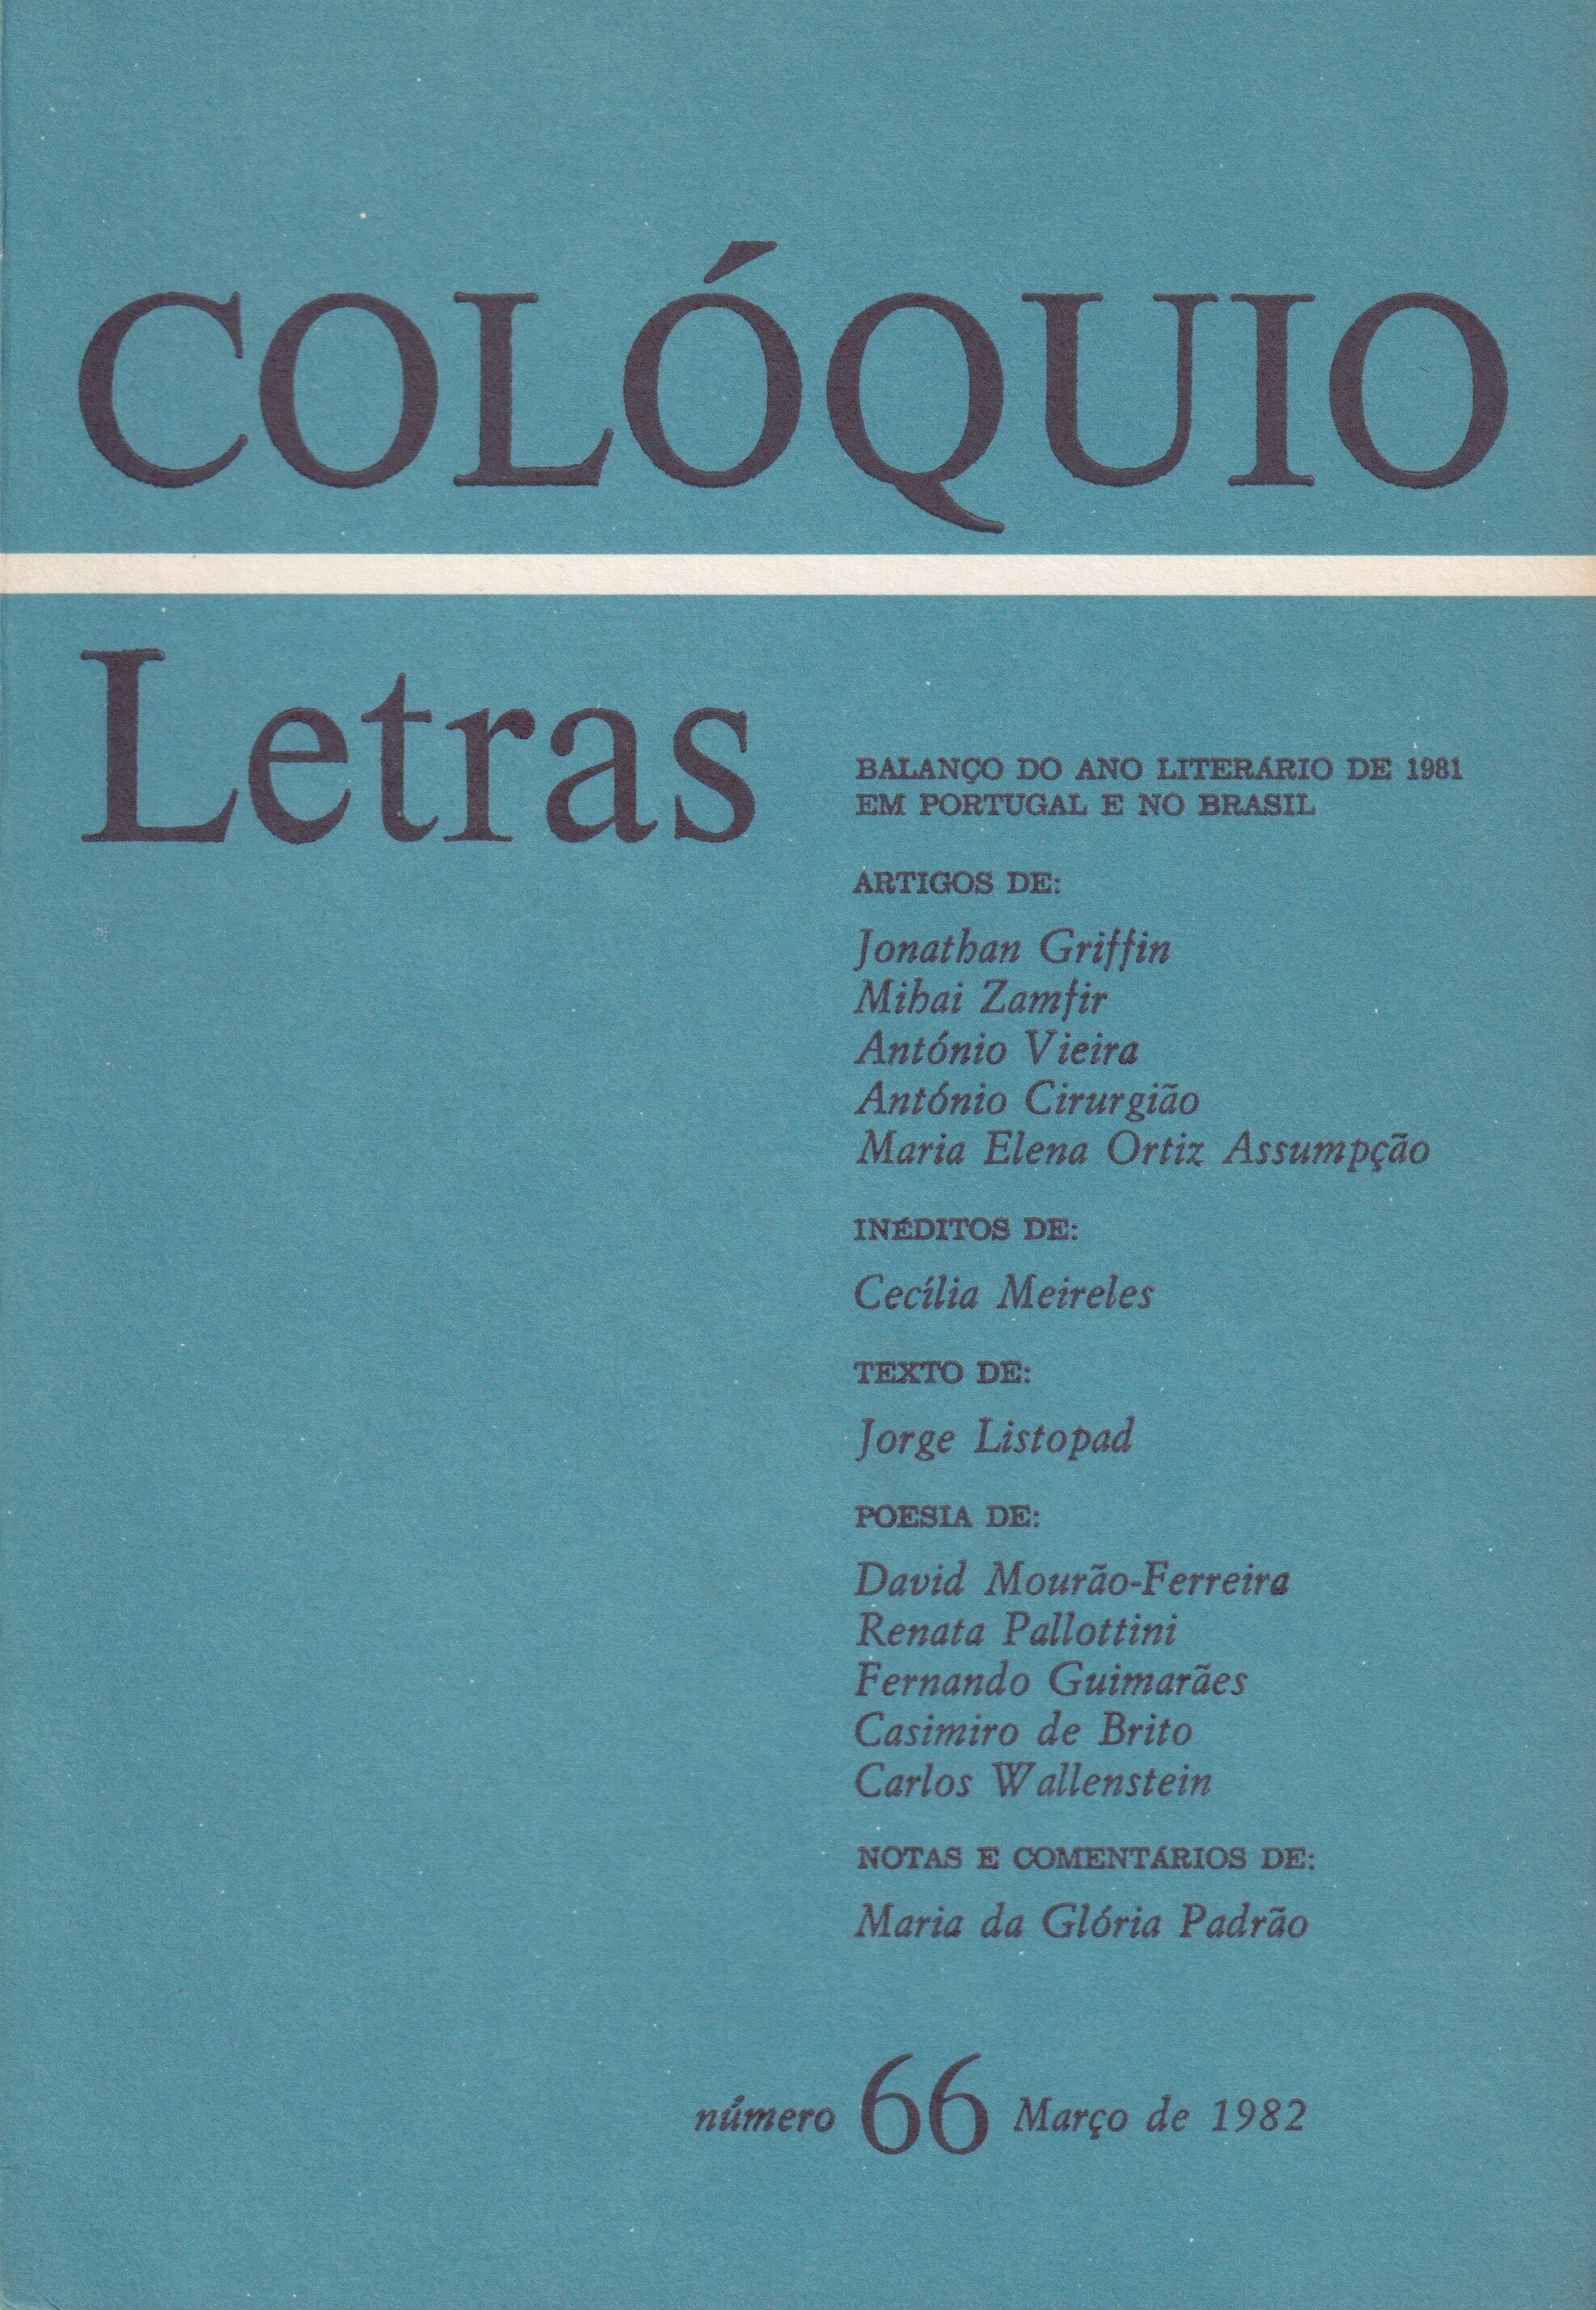 COLÓQUIO
Letras
BALANÇO DO ANO LITERÁRIO DE 1981
EM PORTUGAL E NO BRASIL
ARTIGOS DE:
Jonathan Griffin
Mihai Zamfir
António Vieira
António Cirurgião
Maria Elena Ortiz Assumpção
INÉDITOS DE:
Cecília Meireles
TEXTO DE:
Jorge Listopad
POESIA DE:
David Mourão-Ferreira
Renata Pallottini
Fernando Guimarães
Casimiro de Brito
Carlos Wallenstein
NOTAS E COMENTÁRIOS DE:
Maria da Glória Padrão
número 66 Março de 1982